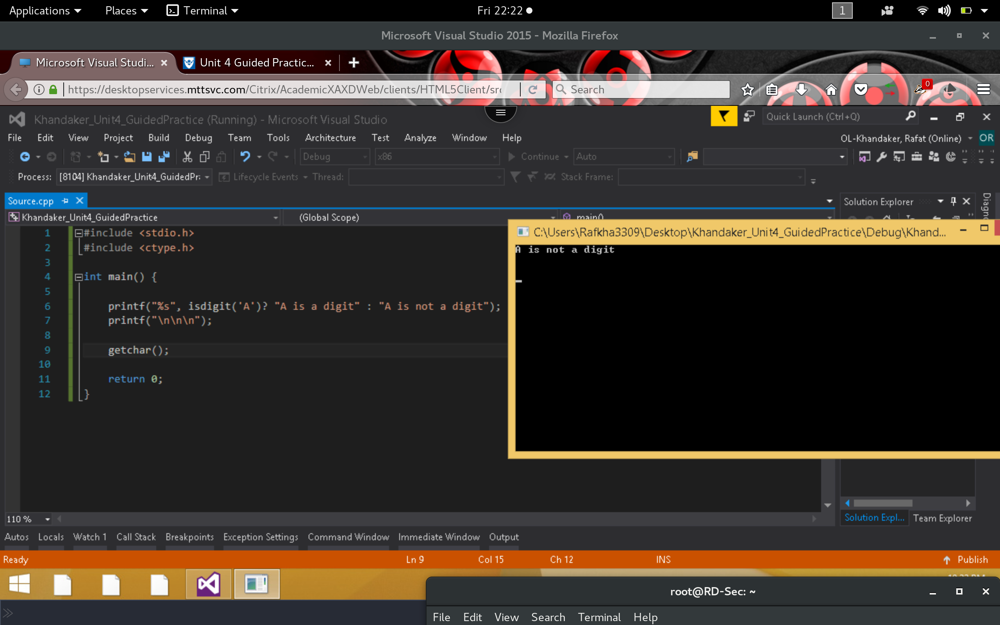 Applications Places Terminal Fri 22:22 1
Microsoft Visual Studio 2015 - Mozilla Firefox
Microsoft Visual Studi... Unit 4 Guided Practic...
https://desktopservices.mttsvc.com/Citrix/AcademicXAXDWeb/clients/HTML5Client/src Search 0
Khandaker_Unit4_GuidedPractice (Running) - Microsoft Visual Studio Quick Launch (Ctrl+Q)
File Edit View Project Build Debug Team Tools Architecture Test Analyze Window Help OL-Khandaker, Rafat (Online) OR
Debug x86 Continue Auto
Process: [8104] Khandaker_Unit4_GuidedPr: Lifecycle Events Thread: Stack Frame:
Source.cpp Solution Explorer
Khandaker_Unit4_GuidedPractice (Global Scope) main()
C:\Users\Rafkha3309\Desktop\Khandaker_Unit4_GuidedPractice\Debug\Khand...
A is not a digit
1 #include <stdio.h>
2 #include <ctype.h>
3
4 int main() {
5
6 printf("%s", isdigit('A')? "A is a digit" : "A is not a digit");
7 printf("\n\n\n");
8
9 getchar();
10
11 return 0;
12 }
110 % Solution Expl... Team Explorer
Autos Locals Watch 1 Call Stack Breakpoints Exception Settings Command Window Immediate Window Output
Ready Ln 9 Col 15 Ch 12 INS Publish
root@RD-Sec: ~
File Edit View Search Terminal Help